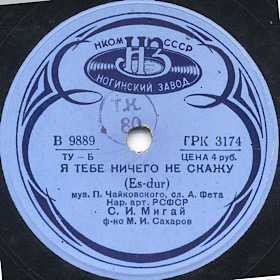 НКОМ СССР
НЗ
НОГИНСКИЙ ЗАВОД
Т.Н.
80
В 9889 ГРК 3174
ТУ – Б ЦЕНА 4 руб.
Я ТЕБЕ НИЧЕГО НЕ СКАЖУ
(Es-dur)
муз. П. Чайковского, сл. А. Фета
Нар. арт. РСФСР
С. И. Мигай
ф-но М. И. Сахаров